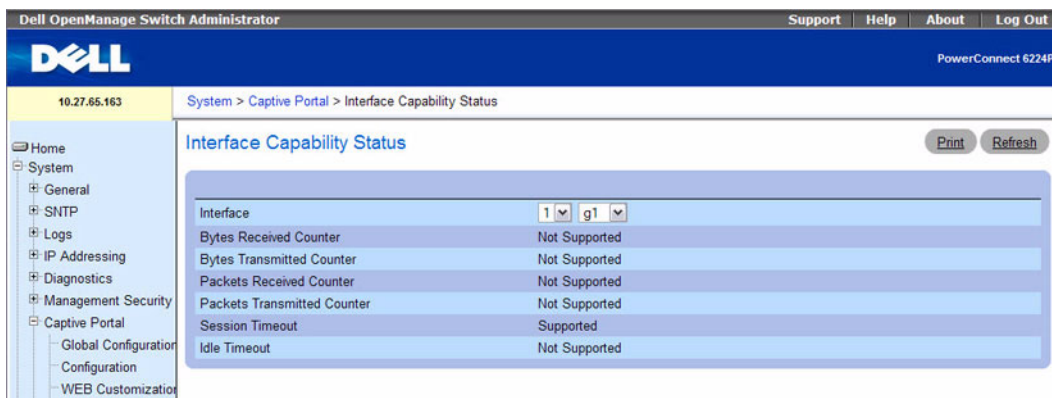 Dell OpenManage Switch Administrator
Support Help About Log Out
DELL
PowerConnect 6224P
10.27.65.163
System > Captive Portal > Interface Capability Status
Home
System
General
SNTP
Logs
IP Addressing
Diagnostics
Management Security
Captive Portal
Global Configuration
Configuration
WEB Customization
Interface Capability Status
Print Refresh
Interface 1 g1
Bytes Received Counter Not Supported
Bytes Transmitted Counter Not Supported
Packets Received Counter Not Supported
Packets Transmitted Counter Not Supported
Session Timeout Supported
Idle Timeout Not Supported